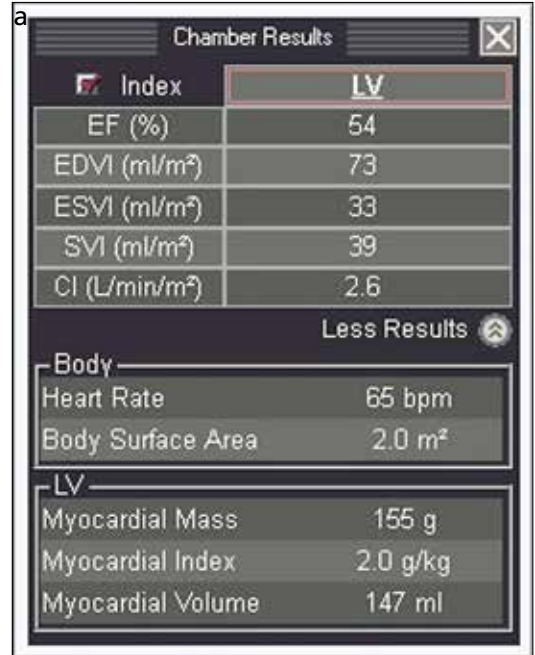 a
Chamber Results
Index LV
EF (%) 54
EDVI (ml/m²) 73
ESVI (ml/m²) 33
SVI (ml/m²) 39
CI (L/min/m²) 2.6
Less Results
Body
Heart Rate 65 bpm
Body Surface Area 2.0 m²
LV
Myocardial Mass 155 g
Myocardial Index 2.0 g/kg
Myocardial Volume 147 ml